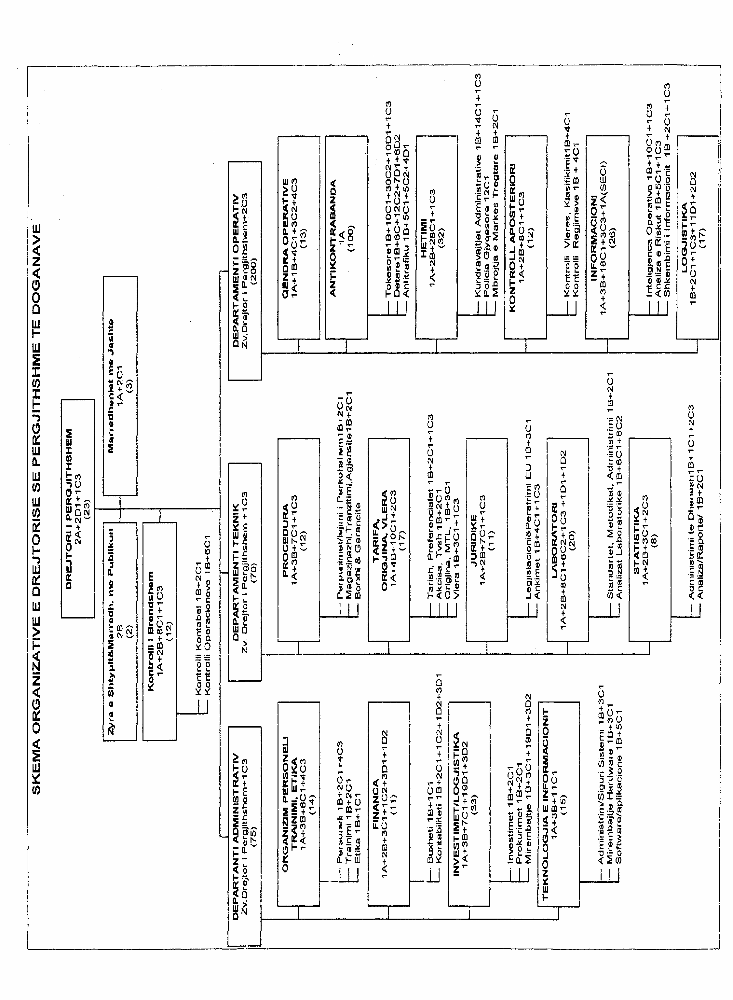 SKEMA ORGANIZATIVE E DREJTORISE SE PERGJITHSHME TE DOGANAVE
DREJTORI I PERGJITHSHEM
2A+2D1+1C3
(23)
Zyra e Shtypit&Marredh. me Publikun
2B
(2)
Marredheniet me Jashte
1A+2C1
(3)
Kontrolli i Brendshem
1A+2B+8C1+1C3
(12)
Kontrolli Kontabel 1B+2C1
Kontrolli Operacioneve 1B+6C1
DEPARTANTI ADMINISTRATIV
Zv.Drejtor i Pergjithshem+1C3
(75)
ORGANIZIM PERSONELI
TRAINIMI, ETIKA
1A+3B+6C1+4C3
(14)
Personeli 1B+2C1+4C3
Trainimi 1B+2C1
Etika 1B+1C1
FINANCA
1A+2B+3C1+1C2+3D1+1D2
(11)
Buxheti 1B+1C1
Kontabiliteti 1B+2C1+1C2+1D2+3D1
INVESTIMET/LOGJISTIKA
1A+3B+7C1+19D1+3D2
(33)
Investimet 1B+2C1
Prokurimet 1B+2C1
Mirembajtje 1B+3C1+19D1+3D2
TEKNOLOGJIA E INFORMACIONIT
1A+3B+11C1
(15)
Administrim/Siguri Sistemi 1B+3C1
Mirembajtje Hardware 1B+3C1
Software/aplikacione 1B+5C1
DEPARTAMENTI TEKNIK
Zv. Drejtor i Pergjithshem +1C3
(70)
PROCEDURA
1A+3B+7C1+1C3
(12)
Perpunimet/lejimi i Perkohshem1B+2C1
Magazinazhi,Tranzitimi,Agjensite1B+2C1
Borxhi & Garancite
TARIFA,
ORIGJINA, VLERA
1A+4B+10C1+2C3
(17)
Tarish, Preferencialet 1B+2C1+1C3
Akcisa, Tvsh 1B+2C1
Origjina, MTL, 1B+3C1
Vlera 1B+3C1+1C3
JURIDIKE
1A+2B+7C1+1C3
(11)
Legjislacioni&Perafrimi EU 1B+3C1
Ankimet 1B+4C1+1C3
LABORATORI
1A+2B+8C1+6C2+1C3 +1D1+1D2
(20)
Standartet, Metodikat, Administrimi 1B+2C1
Analizat Laboratorike 1B+6C1+6C2
STATISTIKA
1A+2B+3C1+2C3
(8)
Administrimi te Dhenasn1B+1C1+2C3
Analiza/Raporte/ 1B+2C1
DEPARTAMENTI OPERATIV
Zv.Drejtor i Pergjithshem+2C3
(200)
QENDRA OPERATIVE
1A+1B+4C1+3C2+4C3
(13)
ANTIKONTRABANDA
1A
(100)
Tokesore1B+10C1+30C2+10D1+1C3
Detare1B+6C+12C2+7D1+6D2
Antitrafiku 1B+5C1+5C2+4D1
HETIMI
1A+2B+28C1+1C3
(32)
Kundravajtjet Administrative 1B+14C1+1C3
Policia Gjyqesore 12C1
Mbrojtja e Markes Tregtare 1B+2C1
KONTROLL APOSTERIORI
1A+2B+8C1+1C3
(12)
Kontrolli Vleres, Klasifikimit1B+4C1
Kontrolli Regjimeve 1B + 4C1
INFORMACIONI
1A+3B+18C1+3C3+1A(SECI)
(26)
Inteligjenca Operative 1B+10C1+1C3
Analiza e Riskut 1B+5C1+1C3
Shkembimi i Informacionit 1B +2C1+1C3
LOGJISTIKA
1B+2C1+1C3+11D1+2D2
(17)